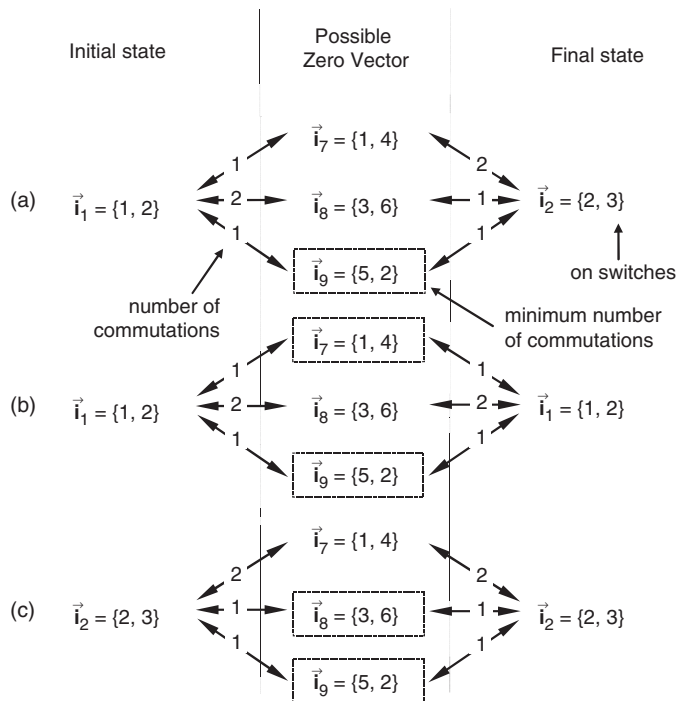 Initial state
Possible
Zero Vector
Final state
(a)
i⃗1 = {1, 2}
1
2
1
i⃗7 = {1, 4}
i⃗8 = {3, 6}
i⃗9 = {5, 2}
2
1
1
i⃗2 = {2, 3}
on switches
number of
commutations
minimum number
of commutations
(b)
i⃗1 = {1, 2}
1
2
1
i⃗7 = {1, 4}
i⃗8 = {3, 6}
i⃗9 = {5, 2}
1
2
1
i⃗1 = {1, 2}
(c)
i⃗2 = {2, 3}
2
1
1
i⃗7 = {1, 4}
i⃗8 = {3, 6}
i⃗9 = {5, 2}
2
1
1
i⃗2 = {2, 3}